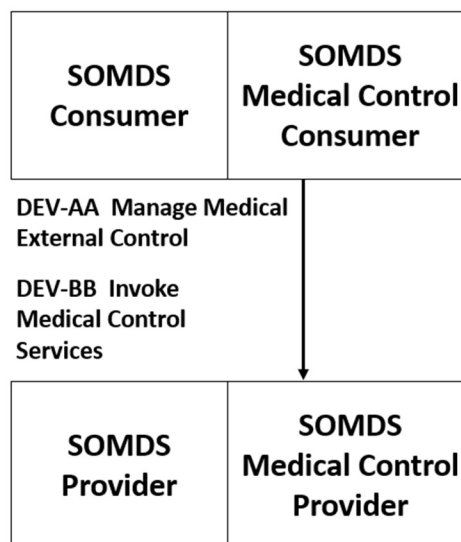 SOMDS
Consumer
SOMDS
Medical Control
Consumer
DEV-AA Manage Medical
External Control
DEV-BB Invoke
Medical Control
Services
SOMDS
Provider
SOMDS
Medical Control
Provider